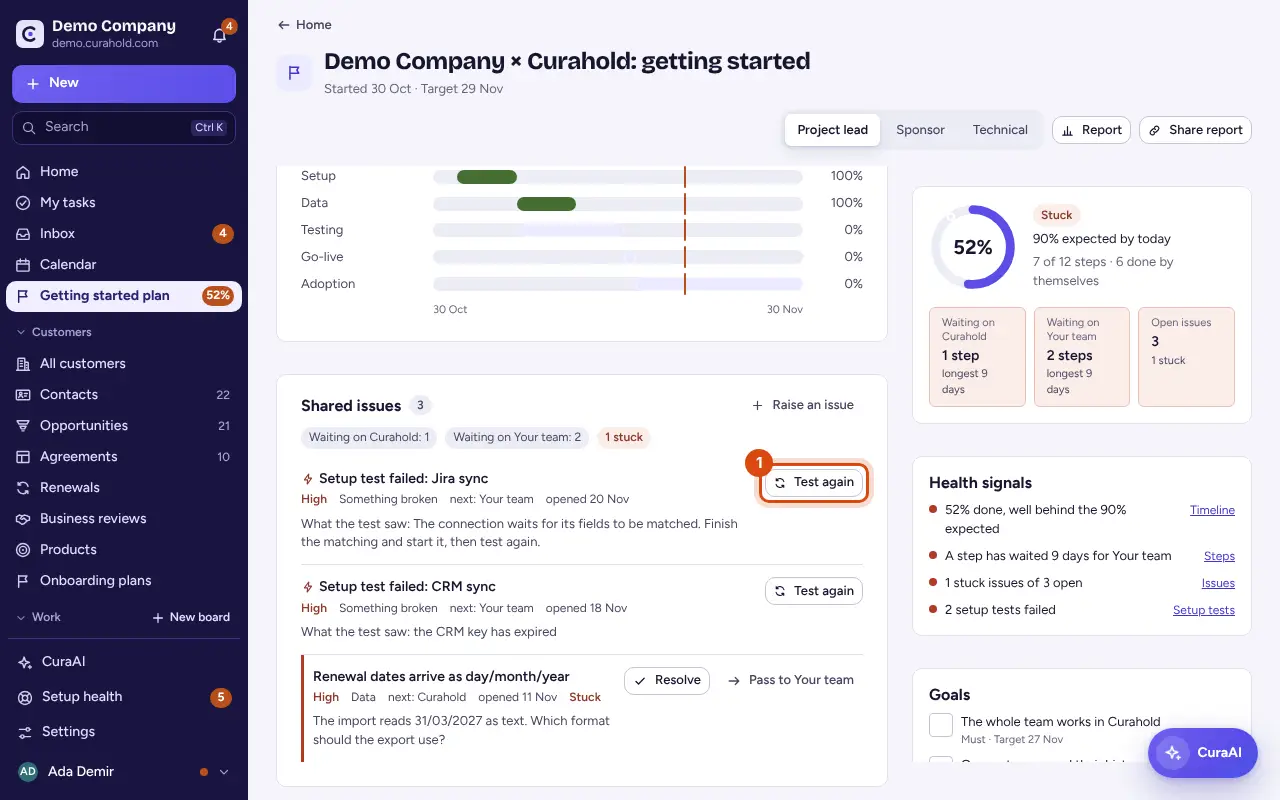 Demo Company
demo.curahold.com
4
New
Search
Ctrl K
Home
My tasks
Inbox
4
Calendar
Getting started plan
52%
Customers
All customers
Contacts
22
Opportunities
21
Agreements
10
Renewals
Business reviews
Products
Onboarding plans
Work
New board
CuraAI
Setup health
5
Settings
AD
Ada Demir
Home
Demo Company × Curahold: getting started
Started 30 Oct · Target 29 Nov
Project lead
Sponsor
Technical
Report
Share report
Setup
100%
Data
100%
Testing
0%
Go-live
0%
Adoption
0%
30 Oct
30 Nov
Shared issues
3
Raise an issue
Waiting on Curahold: 1
Waiting on Your team: 2
1 stuck
1
Setup test failed: Jira sync
Test again
High Something broken next: Your team opened 20 Nov
What the test saw: The connection waits for its fields to be matched. Finish
the matching and start it, then test again.
Setup test failed: CRM sync
Test again
High Something broken next: Your team opened 18 Nov
What the test saw: the CRM key has expired
Renewal dates arrive as day/month/year
Resolve
Pass to Your team
High Data next: Curahold opened 11 Nov Stuck
The import reads 31/03/2027 as text. Which format
should the export use?
52%
Stuck
90% expected by today
7 of 12 steps · 6 done by
themselves
Waiting on
Curahold
1 step
longest 9
days
Waiting on
Your team
2 steps
longest 9
days
Open issues
3
1 stuck
Health signals
52% done, well behind the 90%
expected
Timeline
A step has waited 9 days for Your team
Steps
1 stuck issues of 3 open
Issues
2 setup tests failed
Setup tests
Goals
The whole team works in Curahold
Must · Target 27 Nov
CuraAI